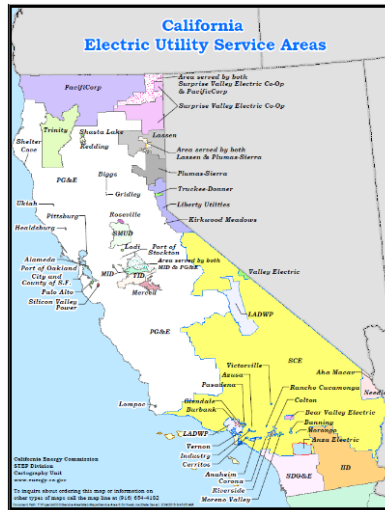 California
Electric Utility Service Areas
Area served by both
Surprise Valley Electric Co-Op
& PacifiCorp
PacifiCorp
Surprise Valley Electric Co-Op
Trinity
Shasta Lake
Lassen
Redding
Shelter
Cove
Area served by both
Lassen & Plumas-Sierra
PG&E
Biggs
Plumas-Sierra
Gridley
Truckee-Donner
Ukiah
Liberty Utilities
Pittsburg
Roseville
Kirkwood Meadows
Healdsburg
SMUD
Lodi
Port of
Stockton
Alameda
Area served by both
MID & PG&E
Valley Electric
Port of Oakland
MID
TID
City and
County of S.F.
Merced
Palo Alto
Silicon Valley
Power
LADWP
PG&E
SCE
Victorville
Azusa
Aha Macav
Pasadena
Rancho Cucamonga
Needles
Glendale
Colton
Lompoc
Burbank
Bear Valley Electric
Banning
LADWP
Morongo
Vernon
Anza Electric
Industry
Cerritos
Anaheim
SDG&E
IID
Corona
Riverside
Moreno Valley
California Energy Commission
STEP Division
Cartography Unit
www.energy.ca.gov
To inquire about ordering this map or information on
other types of maps call the map line at (916) 654-4182